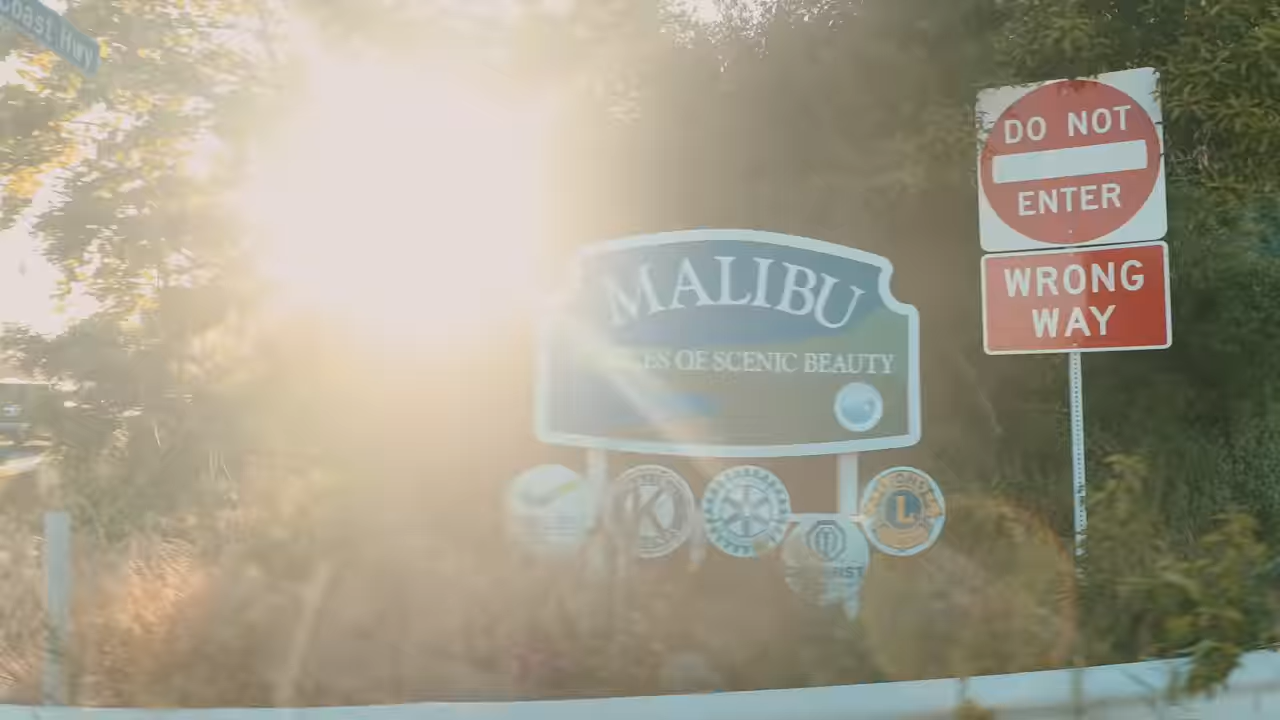 Coast Hwy
MALIBU
OF SCENIC BEAUTY
K
L
DO NOT
ENTER
WRONG
WAY